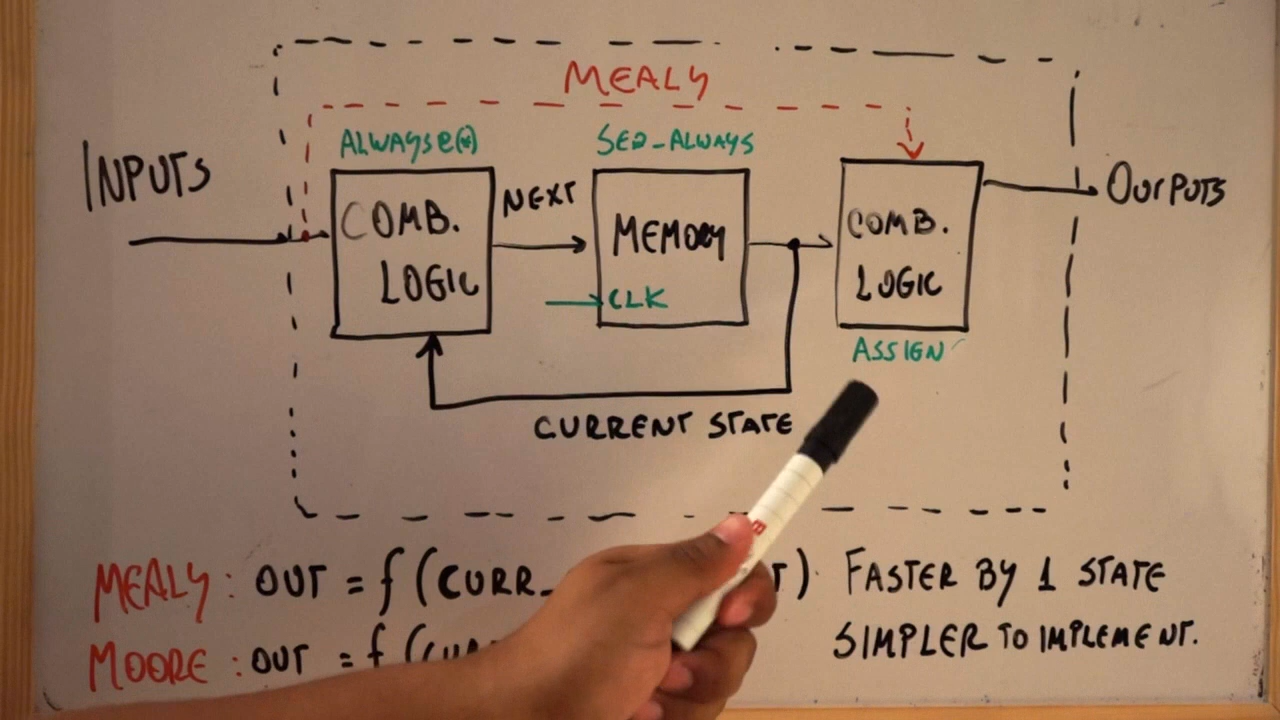 MEALY
ALWAYS@(*)
SEQ_ALWAYS
INPUTS
NEXT
COMB.
LOGIC
MEMORY
CLK
COMB.
LOGIC
OUTPUTS
ASSIGN
CURRENT STATE
MEALY: OUT = f (CURR_ T) FASTER BY 1 STATE
MOORE: OUT = f (CUR SIMPLER TO IMPLEMENT.